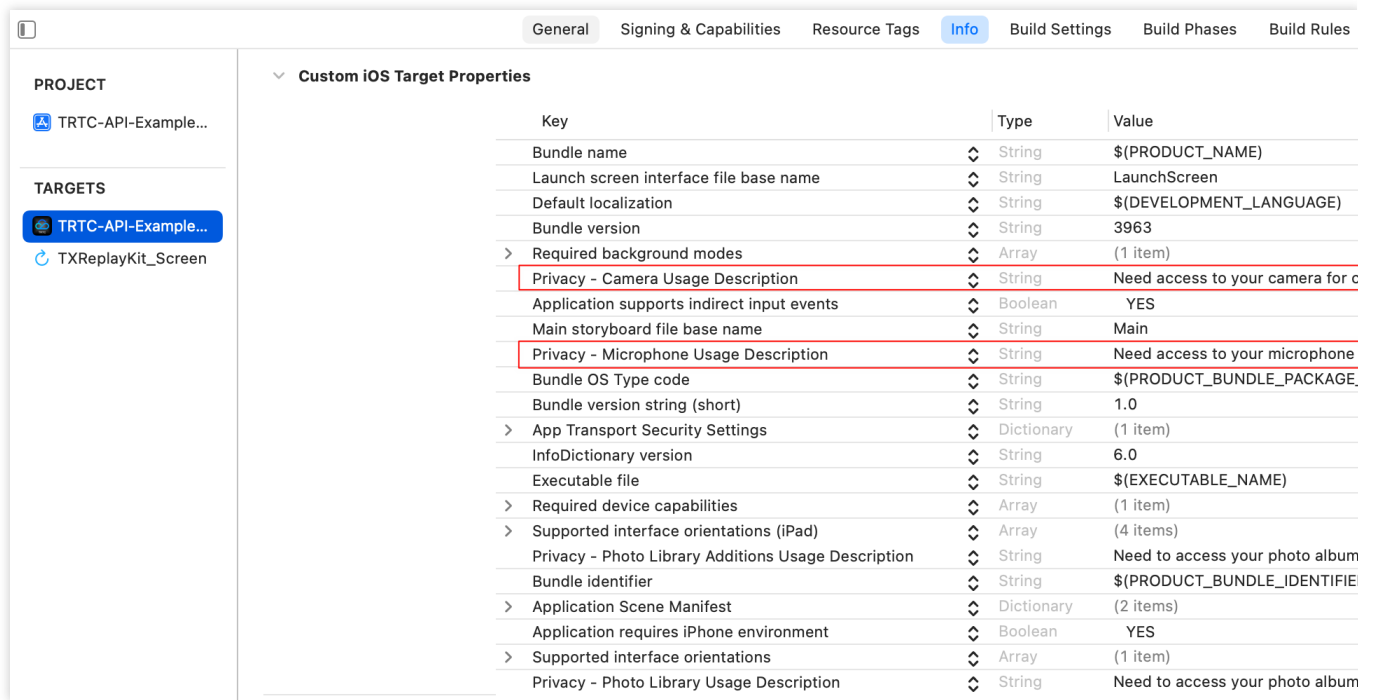 General Signing & Capabilities Resource Tags Info Build Settings Build Phases Build Rules
PROJECT
TRTC-API-Example...
TARGETS
TRTC-API-Example...
TXReplayKit_Screen
Custom iOS Target Properties
Key Type Value
Bundle name String $(PRODUCT_NAME)
Launch screen interface file base name String LaunchScreen
Default localization String $(DEVELOPMENT_LANGUAGE)
Bundle version String 3963
Required background modes Array (1 item)
Privacy - Camera Usage Description String Need access to your camera for
Application supports indirect input events Boolean YES
Main storyboard file base name String Main
Privacy - Microphone Usage Description String Need access to your microphone
Bundle OS Type code String $(PRODUCT_BUNDLE_PACKAGE_
Bundle version string (short) String 1.0
App Transport Security Settings Dictionary (1 item)
InfoDictionary version String 6.0
Executable file String $(EXECUTABLE_NAME)
Required device capabilities Array (1 item)
Supported interface orientations (iPad) Array (4 items)
Privacy - Photo Library Additions Usage Description String Need to access your photo album
Bundle identifier String $(PRODUCT_BUNDLE_IDENTIFIE
Application Scene Manifest Dictionary (2 items)
Application requires iPhone environment Boolean YES
Supported interface orientations Array (1 item)
Privacy - Photo Library Usage Description String Need to access your photo album